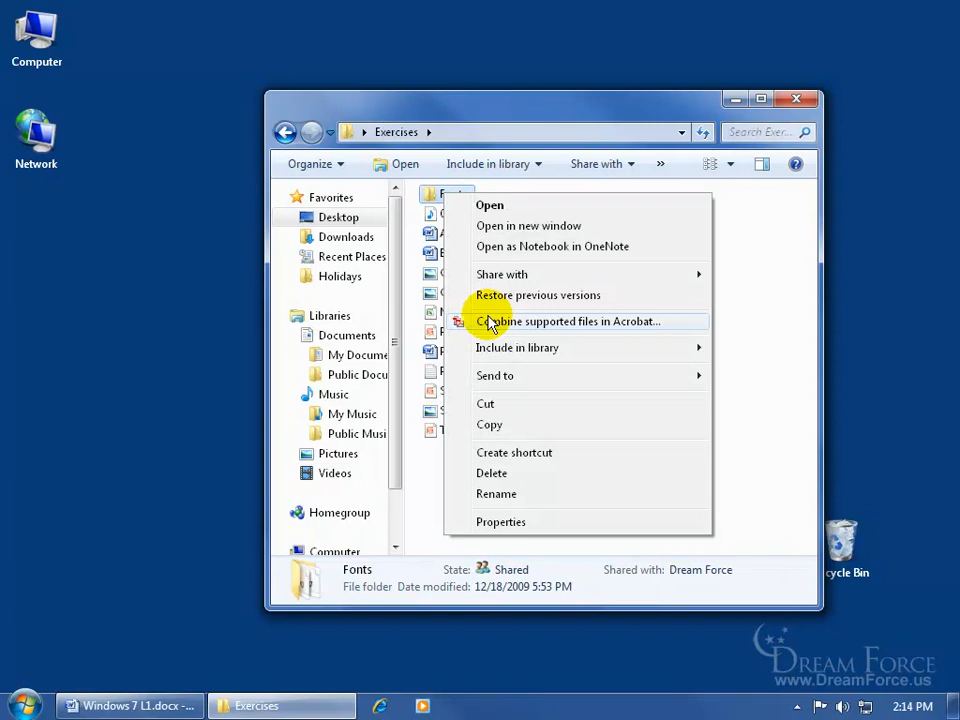 Computer
Network
Exercises
Search Exer...
Organize
Open
Include in library
Share with
»
Favorites
Desktop
Downloads
Recent Places
Holidays
Libraries
Documents
My Docume
Public Docu
Music
My Music
Public Musi
Pictures
Videos
Homegroup
Computer
Open
Open in new window
Open as Notebook in OneNote
Share with
Restore previous versions
Combine supported files in Acrobat...
Include in library
Send to
Cut
Copy
Create shortcut
Delete
Rename
Properties
Fonts
State: Shared
Shared with: Dream Force
File folder
Date modified: 12/18/2009 5:53 PM
cycle Bin
DREAM FORCE
www.DreamForce.us
Windows 7 L1.docx -...
Exercises
2:14 PM